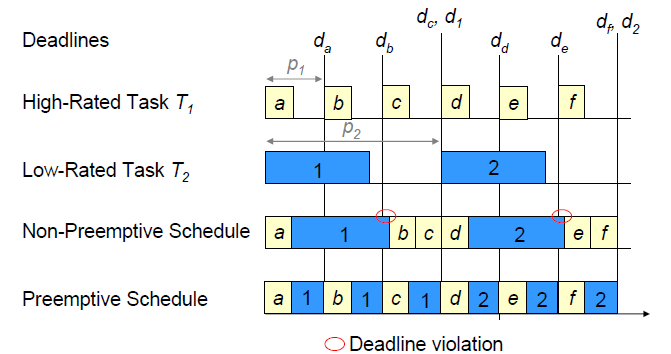 d_c, d_1 d_f, d_2
Deadlines d_a d_b d_d d_e
p_1
High-Rated Task T_1 a b c d e f
p_2
Low-Rated Task T_2 1 2
Non-Preemptive Schedule a 1 b c d 2 e f
Preemptive Schedule a 1 b 1 c 1 d 2 e 2 f 2
Deadline violation